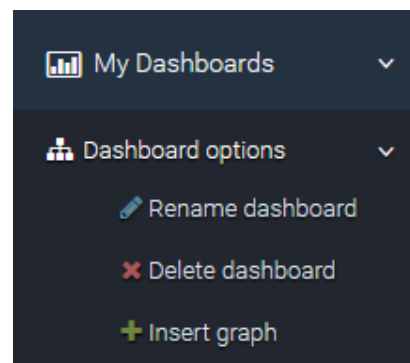 My Dashboards
Dashboard options
Rename dashboard
Delete dashboard
Insert graph